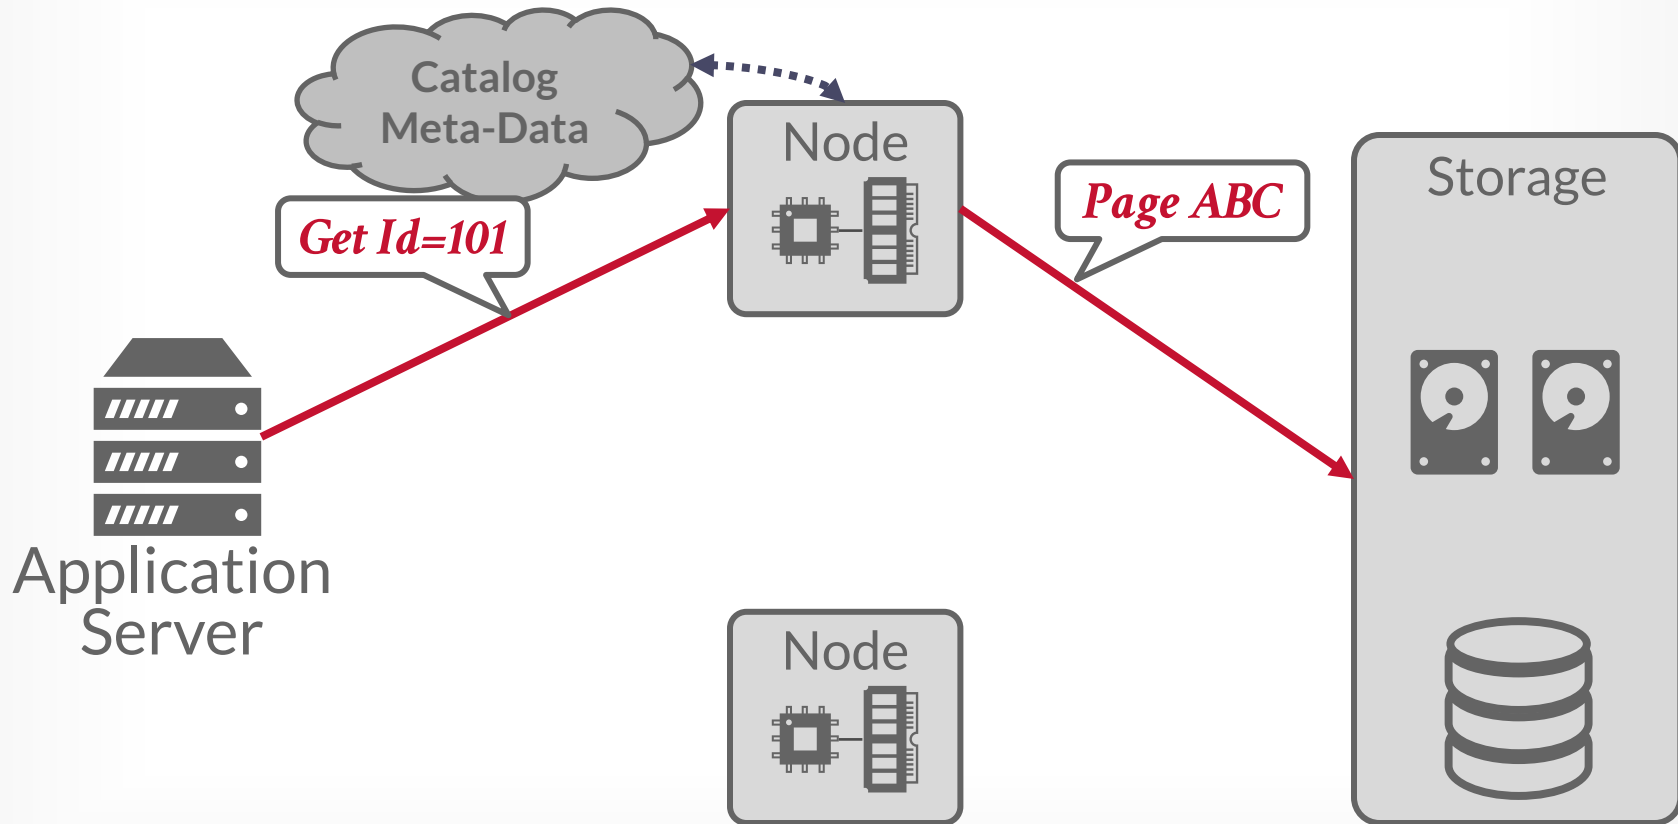 Catalog
Meta-Data
Node
Get Id=101
Page ABC
Storage
Application
Server
Node